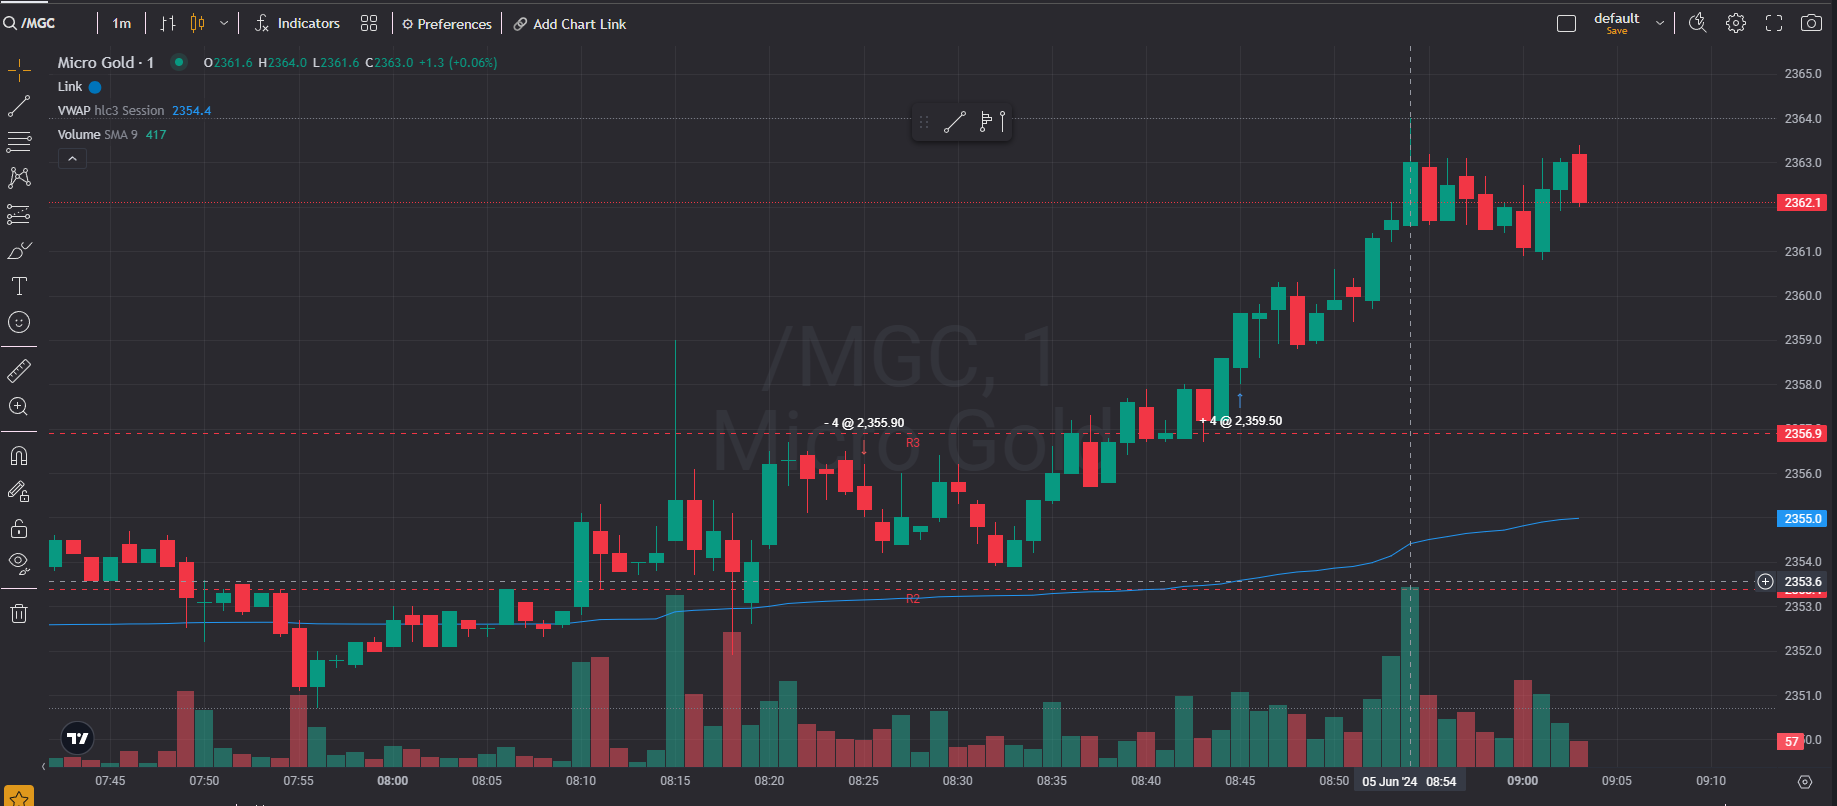 /MGC 1m Indicators Preferences Add Chart Link default
Save
Micro Gold · 1 O2361.6 H2364.0 L2361.6 C2363.0 +1.3 (+0.06%)
Link
VWAP hlc3 Session 2354.4
Volume SMA 9 417
/MGC, 1
Micro Gold
- 4 @ 2,355.90
+ 4 @ 2,359.50
R3
R2
2365.0
2364.0
2363.0
2362.1
2361.0
2360.0
2359.0
2358.0
2356.9
2356.0
2355.0
2354.0
2353.6
2353.0
2352.0
2351.0
57
07:45 07:50 07:55 08:00 08:05 08:10 08:15 08:20 08:25 08:30 08:35 08:40 08:45 08:50 05 Jun '24 08:54 09:00 09:05 09:10